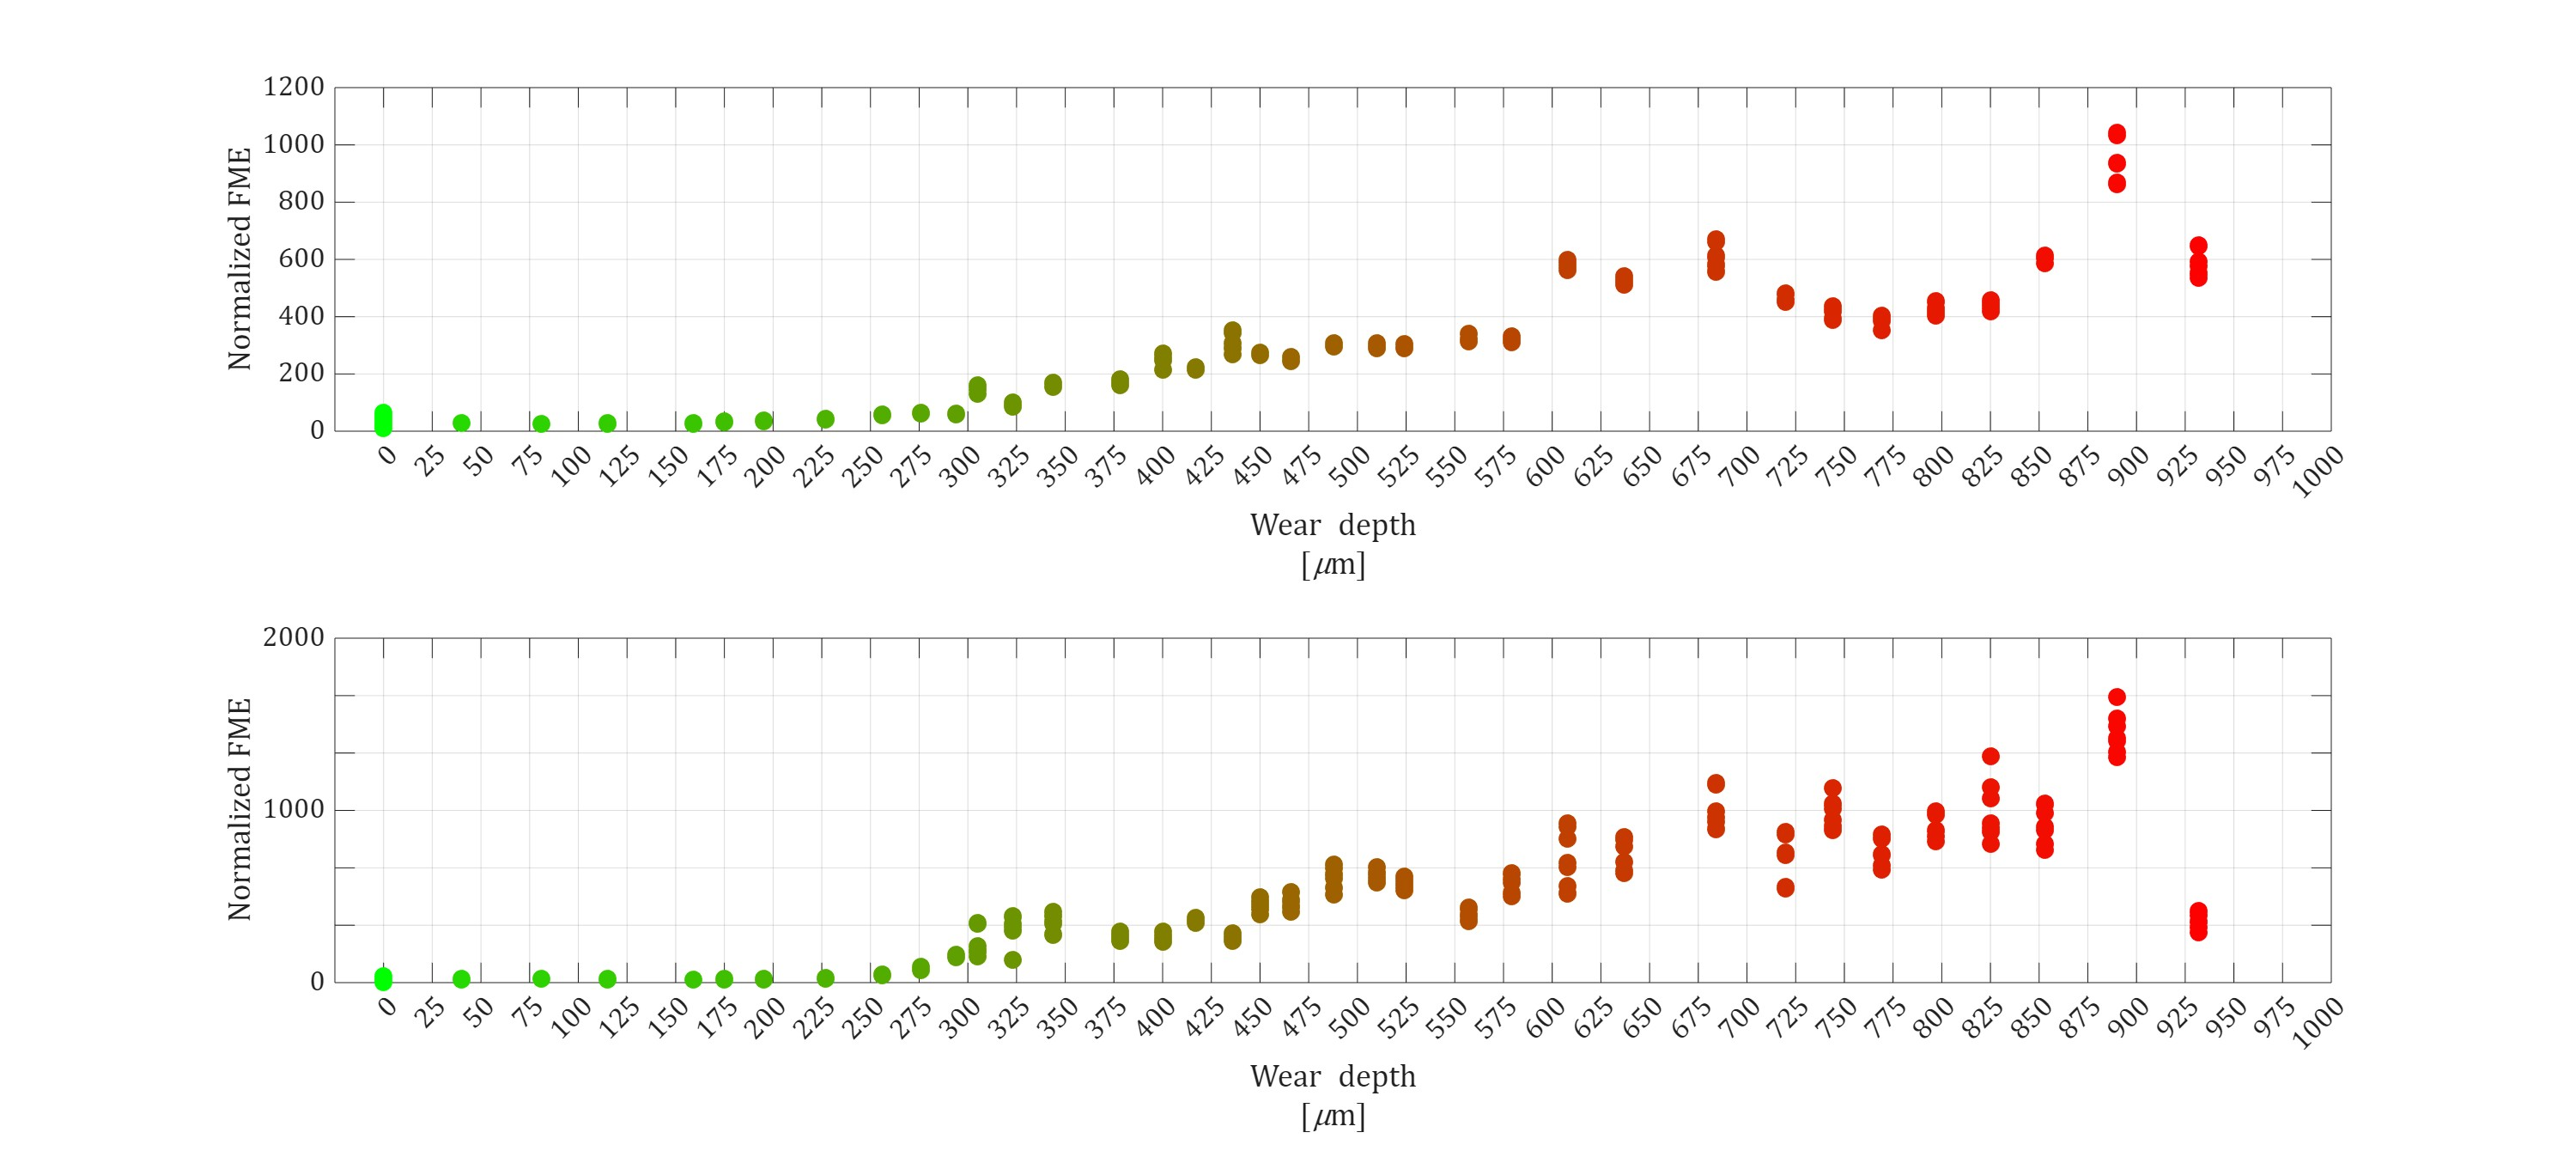 1200
1000
800
600
400
200
0
Normalized FME
0 25 50 75 100 125 150 175 200 225 250 275 300 325 350 375 400 425 450 475 500 525 550 575 600 625 650 675 700 725 750 775 800 825 850 875 900 925 950 975 1000
Wear depth
[μm]
2000
1000
0
Normalized FME
0 25 50 75 100 125 150 175 200 225 250 275 300 325 350 375 400 425 450 475 500 525 550 575 600 625 650 675 700 725 750 775 800 825 850 875 900 925 950 975 1000
Wear depth
[μm]